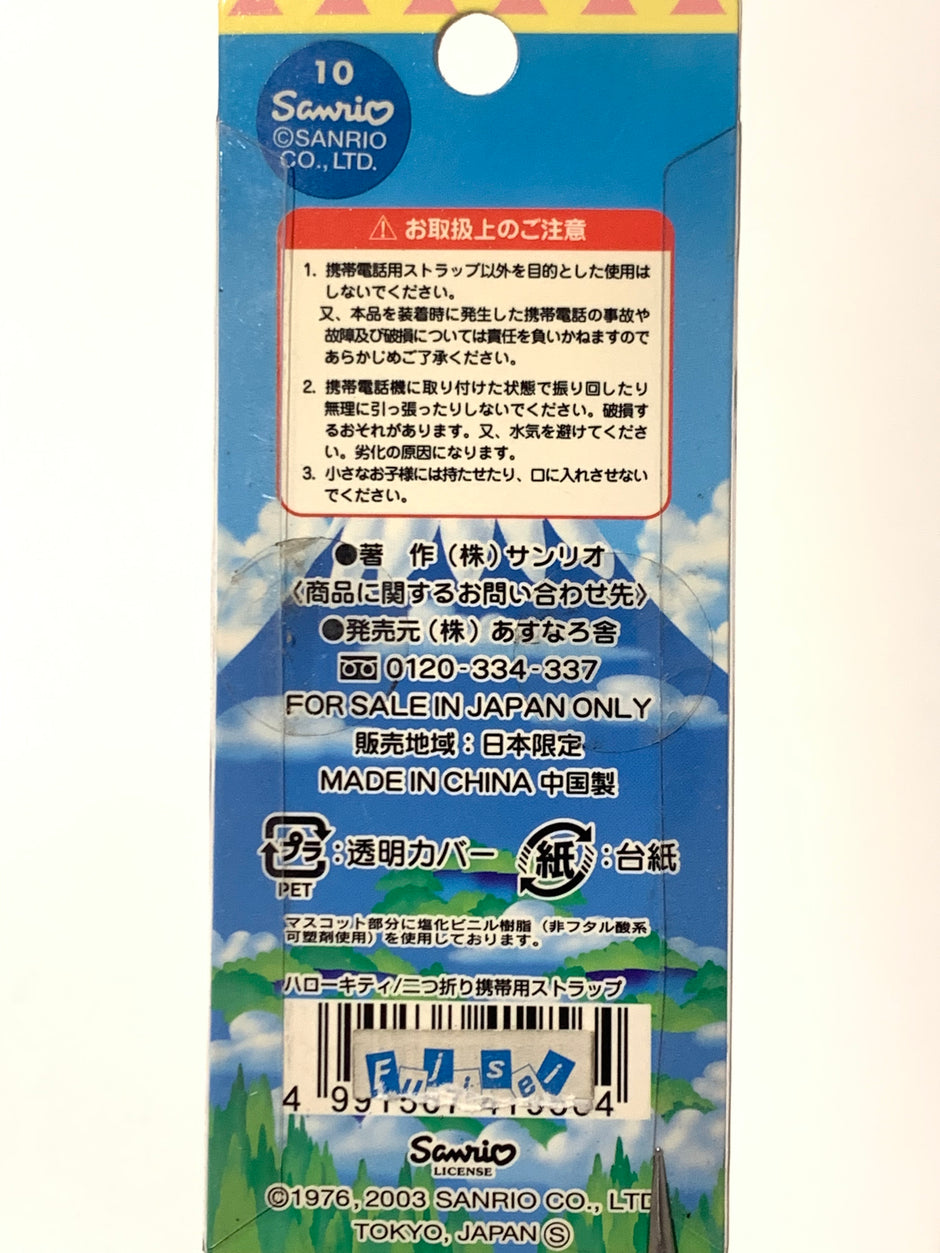 10
Sanrio
©SANRIO
CO., LTD.
⚠ お取扱上のご注意
1. 携帯電話用ストラップ以外を目的とした使用は
しないでください。
又、本品を装着時に発生した携帯電話の事故や
故障及び破損については責任を負いかねますので
あらかじめご了承ください。
2. 携帯電話機に取り付けた状態で振り回したり
無理に引っ張ったりしないでください。破損す
るおそれがあります。又、水気を避けてくださ
い。劣化の原因になります。
3. 小さなお子様には持たせたり、口に入れさせない
でください。
●著 作(株)サンリオ
〈商品に関するお問い合わせ先〉
●発売元(株)あすなろ舎
0120-334-337
FOR SALE IN JAPAN ONLY
販売地域：日本限定
MADE IN CHINA 中国製
プラ：透明カバー 紙：台紙
PET
マスコット部分に塩化ビニル樹脂（非フタル酸系
可塑剤使用）を使用しております。
ハローキティ/二つ折り携帯用ストラップ
Fujisei
4
Sanrio
LICENSE
©1976, 2003 SANRIO CO., LTD
TOKYO, JAPAN Ⓢ